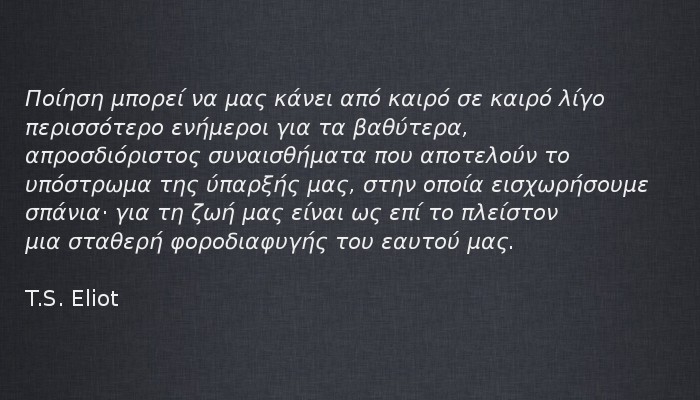 Ποίηση μπορεί να μας κάνει από καιρό σε καιρό λίγο
περισσότερο ενήμεροι για τα βαθύτερα,
απροσδιόριστος συναισθήματα που αποτελούν το
υπόστρωμα της ύπαρξής μας, στην οποία εισχωρήσουμε
σπάνια· για τη ζωή μας είναι ως επί το πλείστον
μια σταθερή φοροδιαφυγής του εαυτού μας.
T.S. Eliot